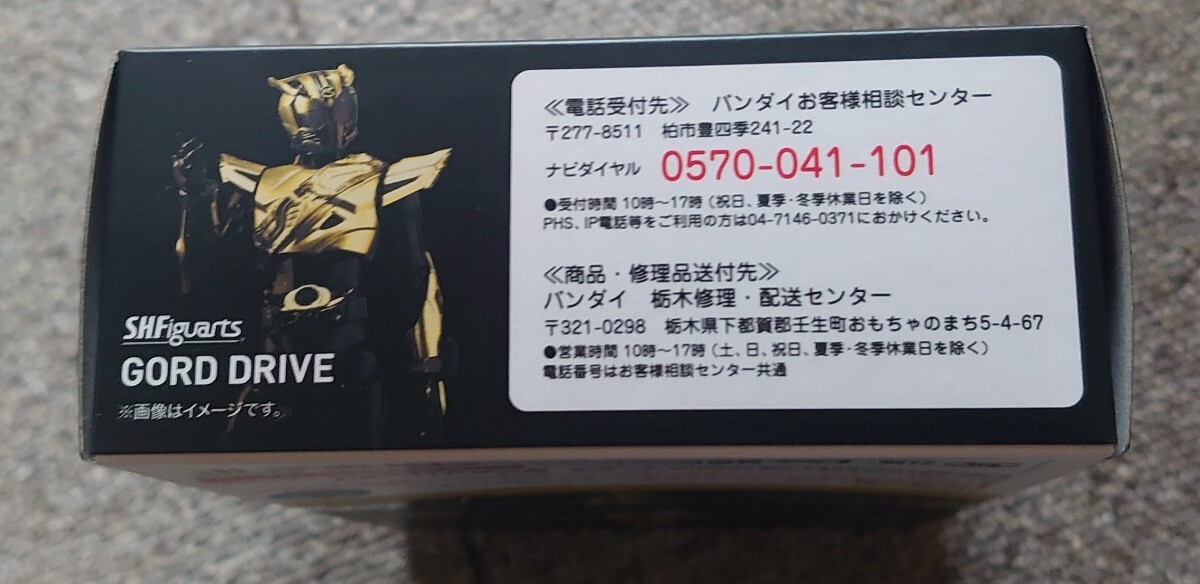 SHFiguarts
GORD DRIVE
※画像はイメージです。
≪電話受付先≫ バンダイお客様相談センター
〒277-8511 柏市豊四季241-22
ナビダイヤル 0570-041-101
●受付時間 10時〜17時（祝日、夏季・冬季休業日を除く）
PHS、IP電話等をご利用の方は04-7146-0371におかけください。
≪商品・修理品送付先≫
バンダイ 栃木修理・配送センター
〒321-0298 栃木県下都賀郡壬生町おもちゃのまち5-4-67
●営業時間 10時〜17時（土、日、祝日、夏季・冬季休業日を除く）
電話番号はお客様相談センター共通